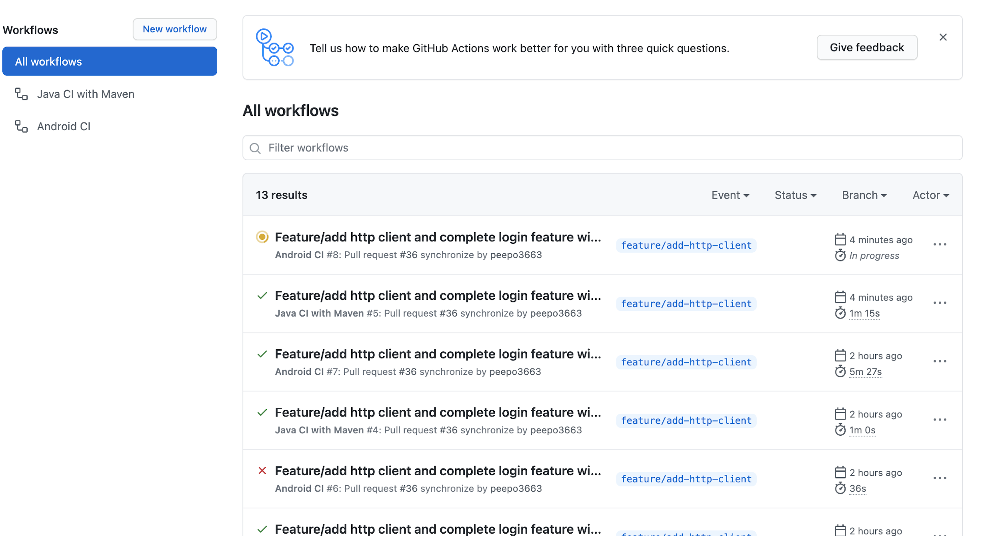 Workflows
New workflow
All workflows
Java CI with Maven
Android CI
Tell us how to make GitHub Actions work better for you with three quick questions.
Give feedback
All workflows
Filter workflows
13 results
Event
Status
Branch
Actor
Feature/add http client and complete login feature wi...
Android CI #8: Pull request #36 synchronize by peepo3663
feature/add-http-client
4 minutes ago
In progress
Feature/add http client and complete login feature wi...
Java CI with Maven #5: Pull request #36 synchronize by peepo3663
feature/add-http-client
4 minutes ago
1m 15s
Feature/add http client and complete login feature wi...
Android CI #7: Pull request #36 synchronize by peepo3663
feature/add-http-client
2 hours ago
5m 27s
Feature/add http client and complete login feature wi...
Java CI with Maven #4: Pull request #36 synchronize by peepo3663
feature/add-http-client
2 hours ago
1m 0s
Feature/add http client and complete login feature wi...
Android CI #6: Pull request #36 synchronize by peepo3663
feature/add-http-client
2 hours ago
36s
Feature/add http client and complete login feature wi...
feature/add-http-client
2 hours ago